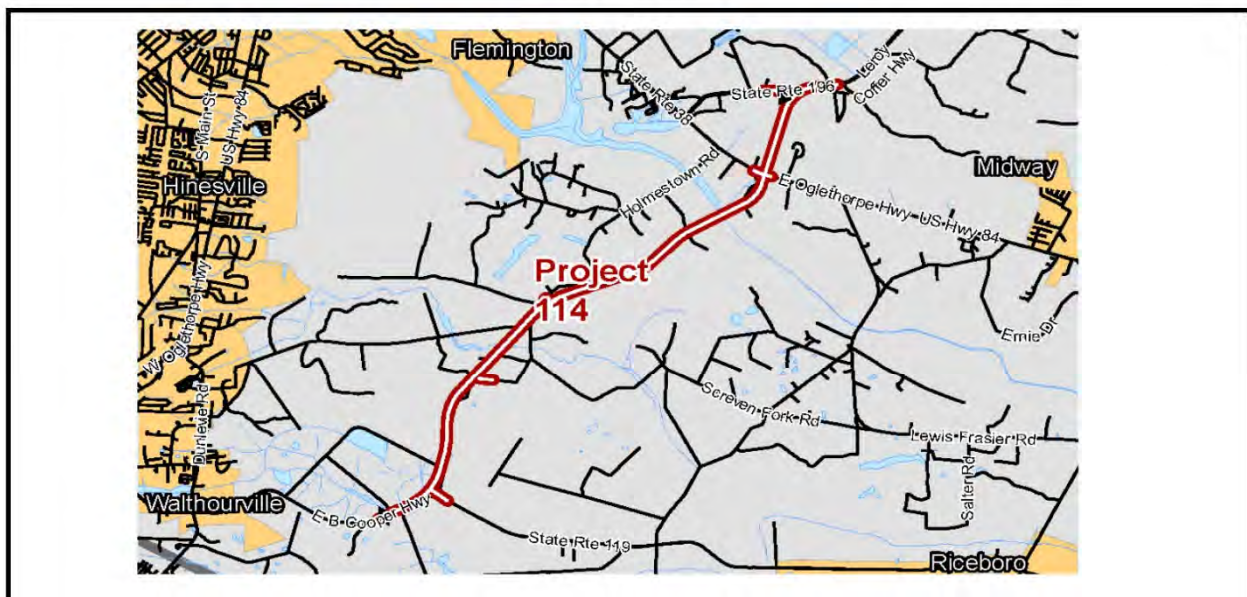 Flemington
State Rte 38
State Rte 196
Leroy
Coffer Hwy
S Main St
US Hwy 84
Hinesville
Midway
Holmestown Rd
E Oglethorpe Hwy US Hwy 84
Project
114
W Oglethorpe Hwy
Ernie Dr
Dunlevie Rd
Screven Fork Rd
Lewis Frasier Rd
Salter Rd
Walthourville
E B Cooper Hwy
State Rte 119
Riceboro